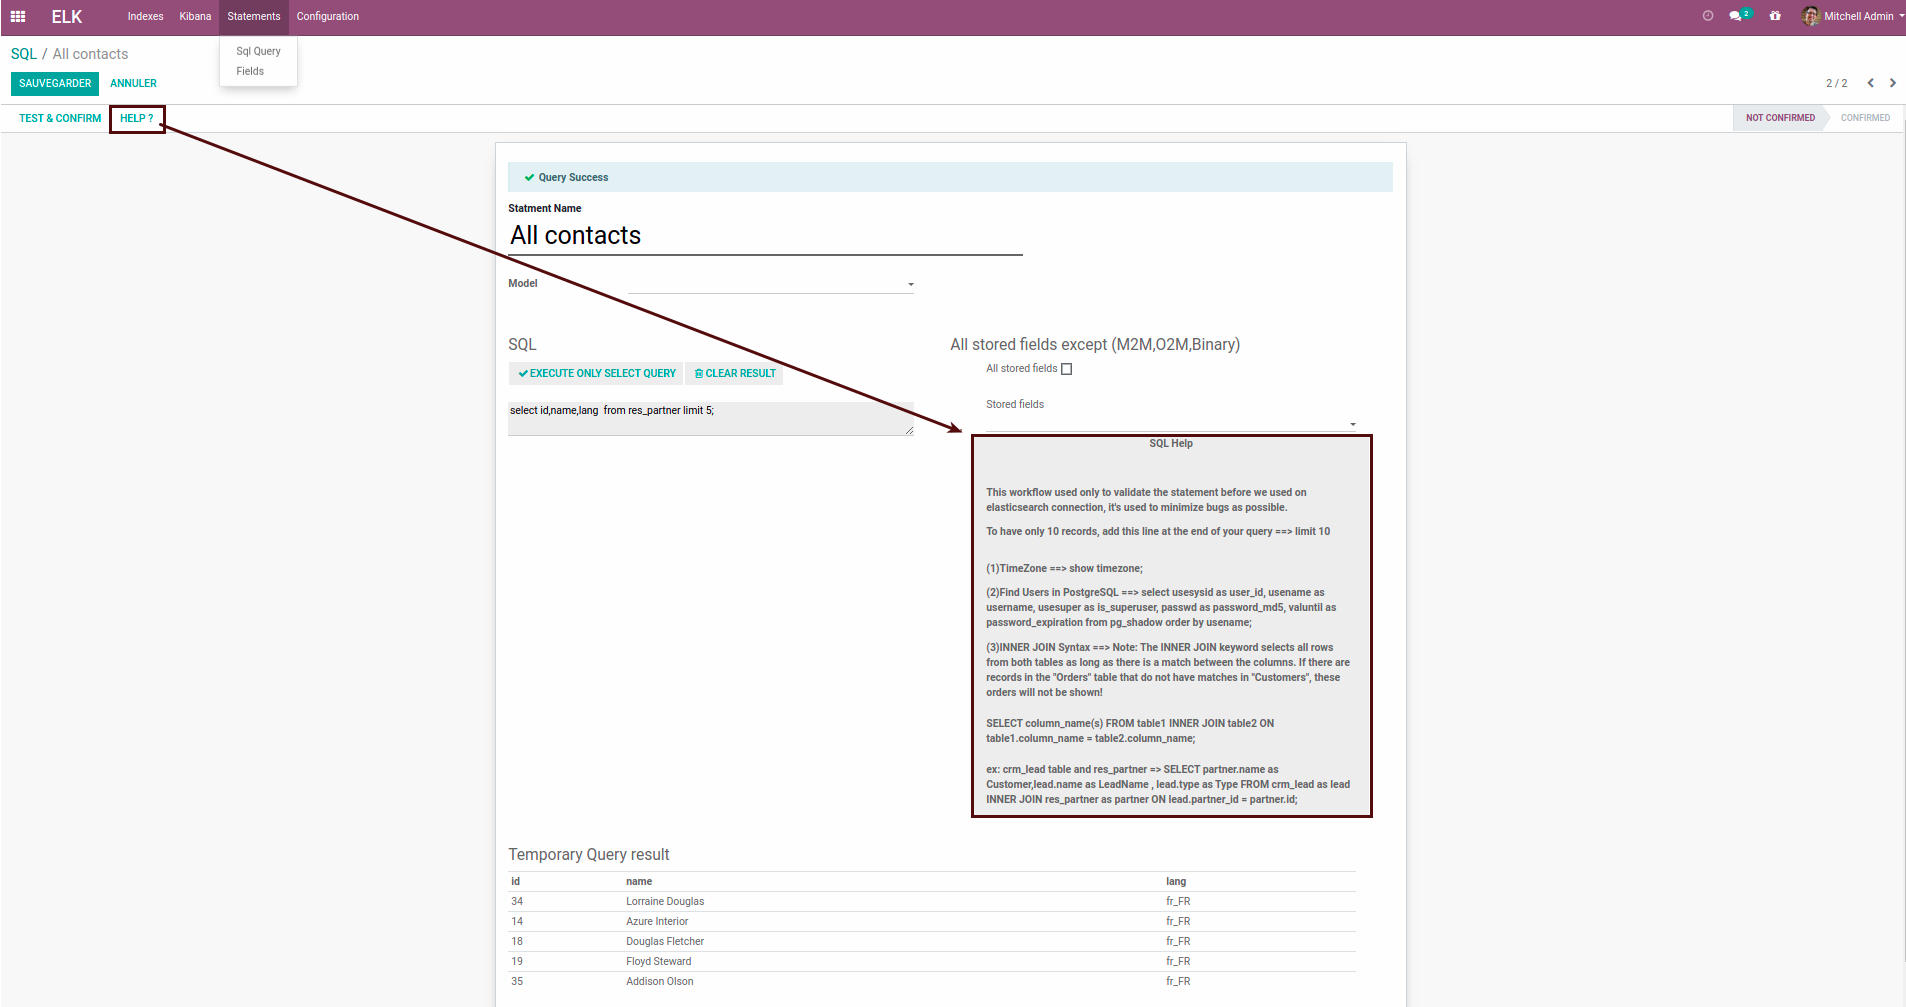 ELK Indexes Kibana Statements Configuration 2 Mitchell Admin
SQL / All contacts
Sql Query
Fields
SAUVEGARDER ANNULER
2 / 2
TEST & CONFIRM HELP ?
NOT CONFIRMED CONFIRMED
Query Success
Statment Name
All contacts
Model
SQL
EXECUTE ONLY SELECT QUERY CLEAR RESULT
select id,name,lang  from res_partner limit 5;
All stored fields except (M2M,O2M,Binary)
All stored fields
Stored fields
SQL Help
This workflow used only to validate the statement before we used on
elasticsearch connection, it's used to minimize bugs as possible.
To have only 10 records, add this line at the end of your query ==> limit 10
(1)TimeZone ==> show timezone;
(2)Find Users in PostgreSQL ==> select usesysid as user_id, usename as
username, usesuper as is_superuser, passwd as password_md5, valuntil as
password_expiration from pg_shadow order by usename;
(3)INNER JOIN Syntax ==> Note: The INNER JOIN keyword selects all rows
from both tables as long as there is a match between the columns. If there are
records in the "Orders" table that do not have matches in "Customers", these
orders will not be shown!
SELECT column_name(s) FROM table1 INNER JOIN table2 ON
table1.column_name = table2.column_name;
ex: crm_lead table and res_partner => SELECT partner.name as
Customer,lead.name as LeadName , lead.type as Type FROM crm_lead as lead
INNER JOIN res_partner as partner ON lead.partner_id = partner.id;
Temporary Query result
id name lang
34 Lorraine Douglas fr_FR
14 Azure Interior fr_FR
18 Douglas Fletcher fr_FR
19 Floyd Steward fr_FR
35 Addison Olson fr_FR